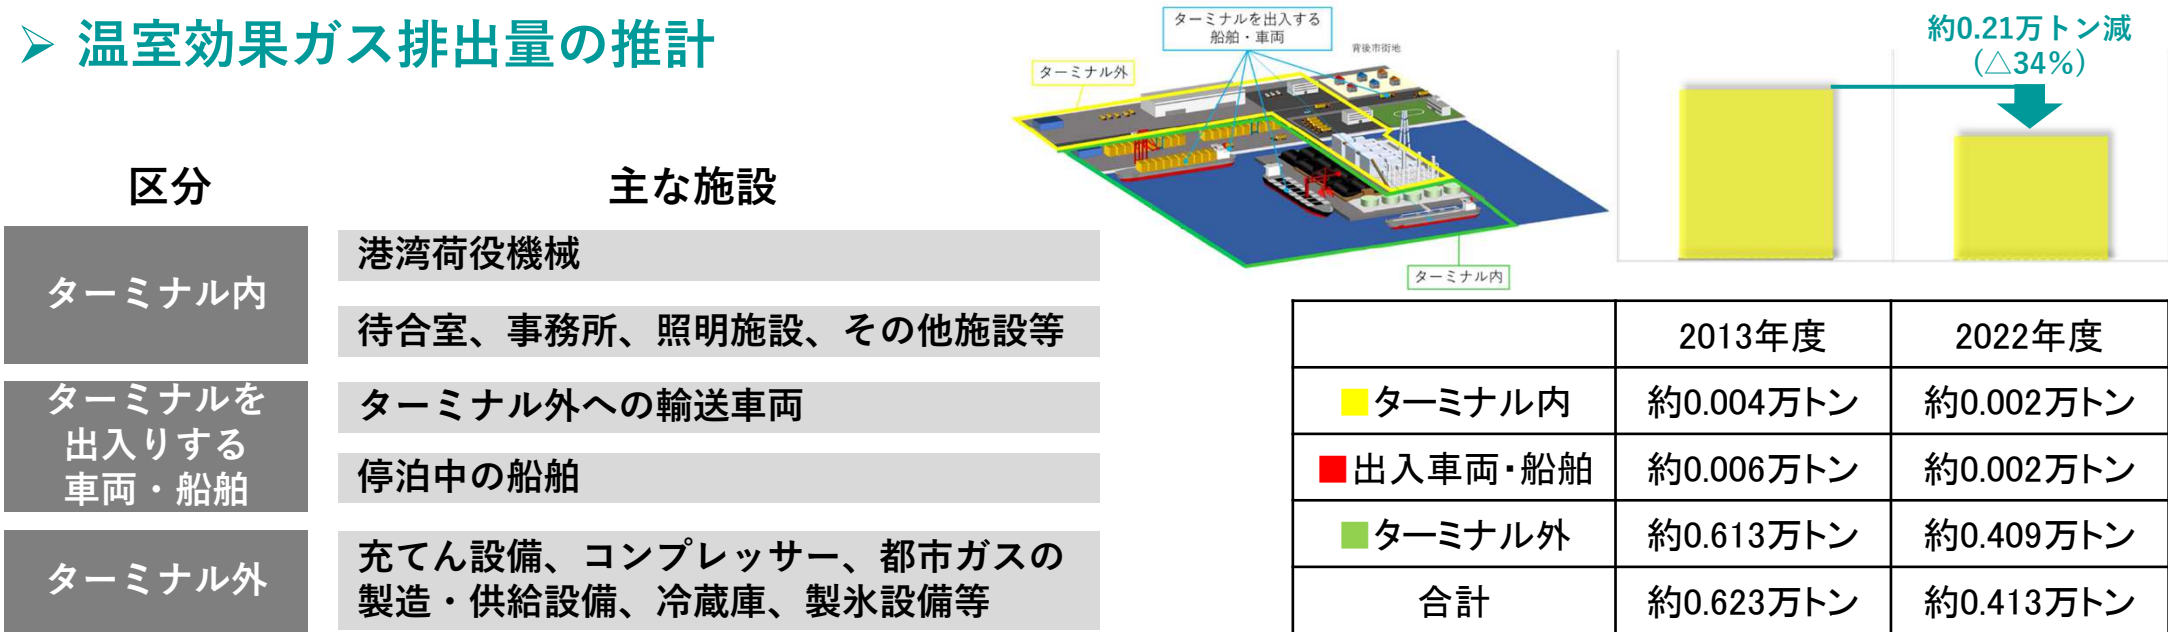 ➢ 温室効果ガス排出量の推計
区分
主な施設
ターミナル内
港湾荷役機械
待合室、事務所、照明施設、その他施設等
ターミナルを
出入りする
車両・船舶
ターミナル外への輸送車両
停泊中の船舶
ターミナル外
充てん設備、コンプレッサー、都市ガスの
製造・供給設備、冷蔵庫、製氷設備等
ターミナルを出入する
船舶・車両
背後市街地
ターミナル外
ターミナル内
約0.21万トン減
(△34%)
2013年度 2022年度
■ターミナル内 約0.004万トン 約0.002万トン
■出入車両・船舶 約0.006万トン 約0.002万トン
■ターミナル外 約0.613万トン 約0.409万トン
合計 約0.623万トン 約0.413万トン